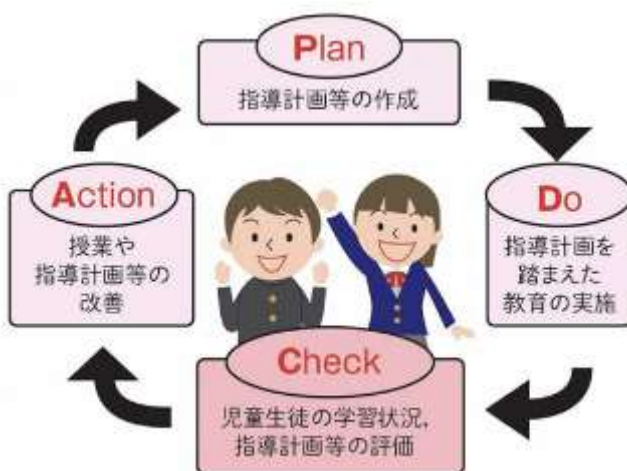 Plan
指導計画等の作成
Action
授業や
指導計画等の
改善
Do
指導計画を
踏まえた
教育の実施
Check
児童生徒の学習状況,
指導計画等の評価